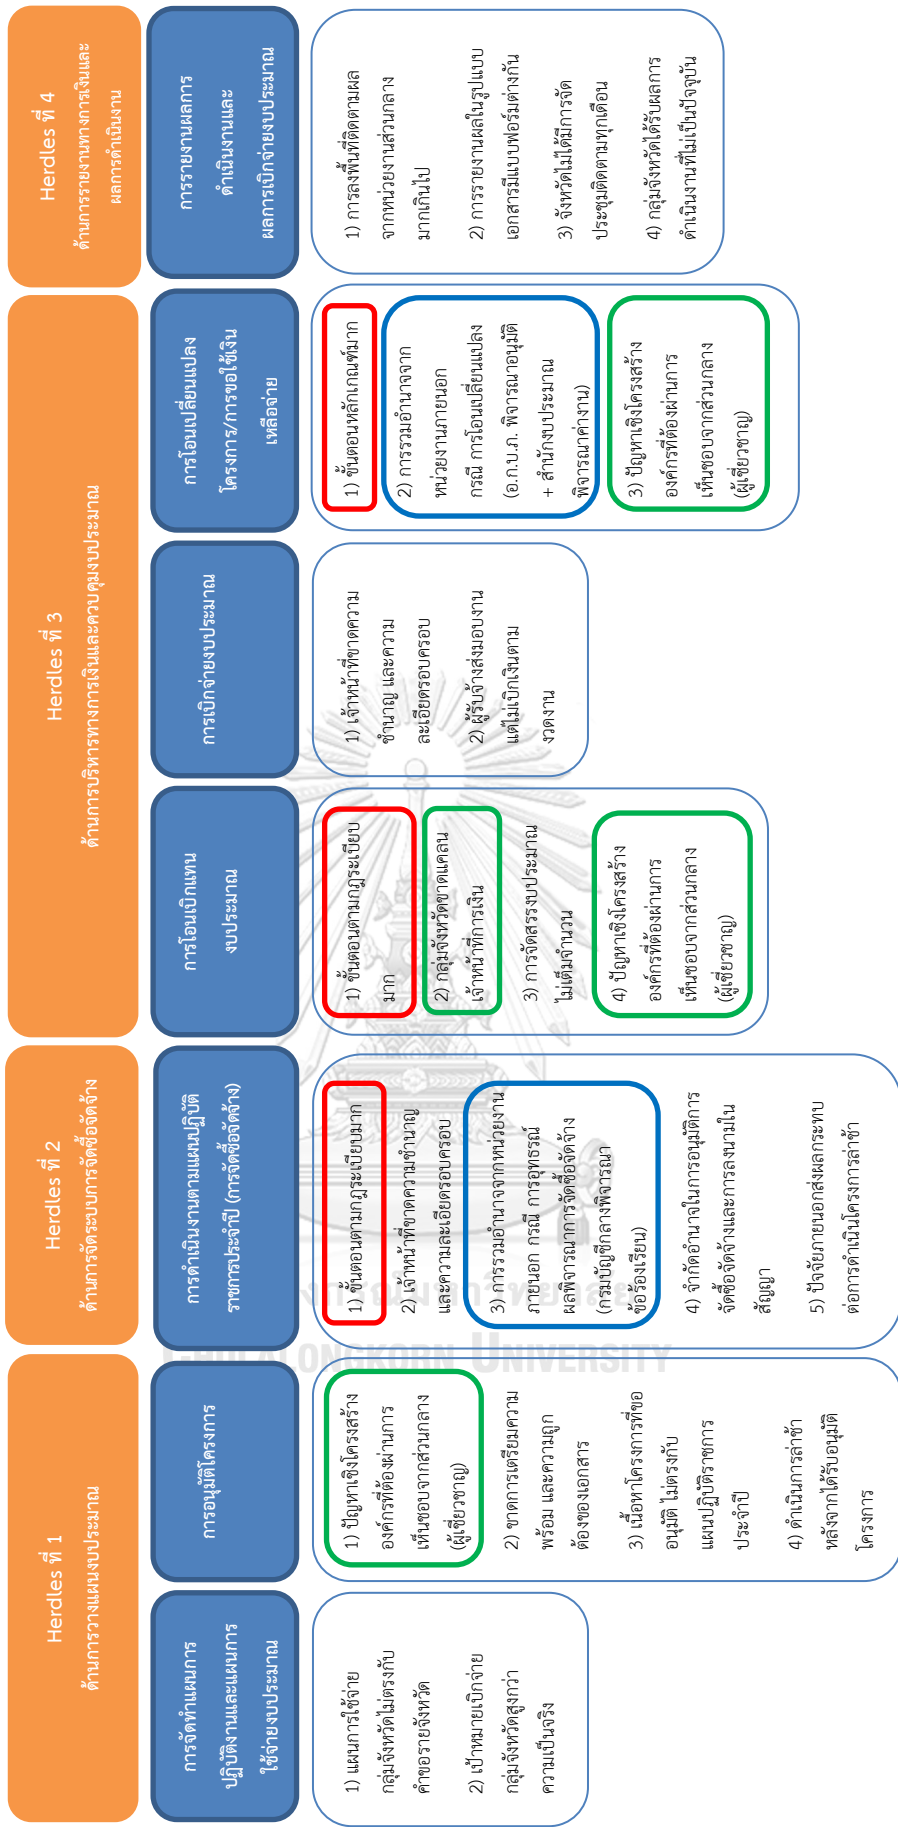 Herdles ที่ 1
ด้านการวางแผนงบประมาณ
การจัดทำแผนการ
ปฏิบัติงานและแผนการ
ใช้จ่ายงบประมาณ
1) แผนการใช้จ่าย
กลุ่มจังหวัดไม่ตรงกับ
คำขอรายจังหวัด
2) เป้าหมายเบิกจ่าย
กลุ่มจังหวัดสูงกว่า
ความเป็นจริง
การอนุมัติโครงการ
1) ปัญหาเชิงโครงสร้าง
องค์กรที่ต้องผ่านการ
เห็นชอบจากส่วนกลาง
(ผู้เชี่ยวชาญ)
2) ขาดการเตรียมความ
พร้อม และความถูก
ต้องของเอกสาร
3) เนื้อหาโครงการที่ขอ
อนุมัติ ไม่ตรงกับ
แผนปฏิบัติราชการ
ประจำปี
4) ดำเนินการล่าช้า
หลังจากได้รับอนุมัติ
โครงการ
Herdles ที่ 2
ด้านการจัดระบบการจัดซื้อจัดจ้าง
การดำเนินงานตามแผนปฏิบัติ
ราชการประจำปี (การจัดซื้อจัดจ้าง)
1) ขั้นตอนตามกฎระเบียบมาก
2) เจ้าหน้าที่ขาดความชำนาญ
และความละเอียดรอบครอบ
3) การรวมอำนาจจากหน่วยงาน
ภายนอก กรณี การอุทธรณ์
ผลพิจารณาการจัดซื้อจัดจ้าง
(กรมบัญชีกลางพิจารณา
ข้อร้องเรียน)
4) จำกัดอำนาจในการอนุมัติการ
จัดซื้อจัดจ้างและการลงนามใน
สัญญา
5) ปัจจัยภายนอกส่งผลกระทบ
ต่อการดำเนินโครงการล่าช้า
Herdles ที่ 3
ด้านการบริหารทางการเงินและควบคุมงบประมาณ
การโอนเบิกแทน
งบประมาณ
1) ขั้นตอนตามกฎระเบียบ
มาก
2) กลุ่มจังหวัดขาดแคลน
เจ้าหน้าที่การเงิน
3) การจัดสรรงบประมาณ
ไม่เต็มจำนวน
4) ปัญหาเชิงโครงสร้าง
องค์กรที่ต้องผ่านการ
เห็นชอบจากส่วนกลาง
(ผู้เชี่ยวชาญ)
การเบิกจ่ายงบประมาณ
1) เจ้าหน้าที่ขาดความ
ชำนาญ และความ
ละเอียดรอบครอบ
2) ผู้รับจ้างส่งมอบงาน
แต่ไม่เบิกเงินตาม
งวดงาน
การโอนเปลี่ยนแปลง
โครงการ/การขอใช้เงิน
เหลือจ่าย
1) ขั้นตอนหลักเกณฑ์มาก
2) การรวมอำนาจจาก
หน่วยงานภายนอก
กรณี การโอนเปลี่ยนแปลง
(อ.ก.บ.ภ. พิจารณาอนุมัติ
+ สำนักงบประมาณ
พิจารณาค่างาน)
3) ปัญหาเชิงโครงสร้าง
องค์กรที่ต้องผ่านการ
เห็นชอบจากส่วนกลาง
(ผู้เชี่ยวชาญ)
Herdles ที่ 4
ด้านการรายงานทางการเงินและ
ผลการดำเนินงาน
การรายงานผลการ
ดำเนินงานและ
ผลการเบิกจ่ายงบประมาณ
1) การลงพื้นที่ติดตามผล
จากหน่วยงานส่วนกลาง
มากเกินไป
2) การรายงานผลในรูปแบบ
เอกสารมีแบบฟอร์มต่างกัน
3) จังหวัดไม่ได้มีการจัด
ประชุมติดตามทุกเดือน
4) กลุ่มจังหวัดได้รับผลการ
ดำเนินงานที่ไม่เป็นปัจจุบัน
CHULALONGKORN UNIVERSITY